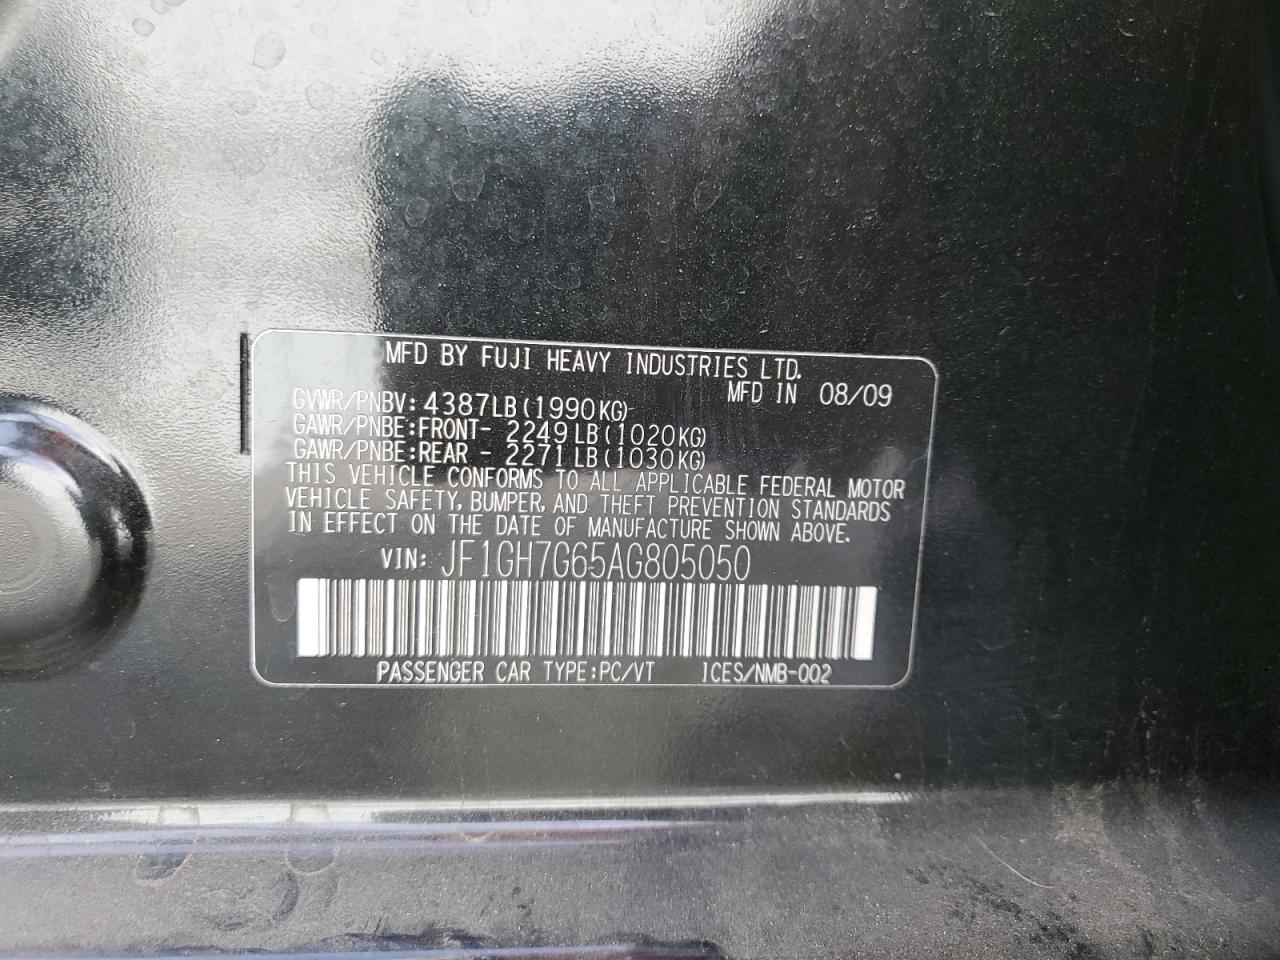 MFD BY FUJI HEAVY INDUSTRIES LTD.
MFD IN 08/09
GVWR/PNBV: 4387LB(1990KG)
GAWR/PNBE:FRONT- 2249LB(1020KG)
GAWR/PNBE:REAR - 2271LB(1030KG)
THIS VEHICLE CONFORMS TO ALL APPLICABLE FEDERAL MOTOR
VEHICLE SAFETY, BUMPER, AND THEFT PREVENTION STANDARDS
IN EFFECT ON THE DATE OF MANUFACTURE SHOWN ABOVE.
VIN: JF1GH7G65AG805050
PASSENGER CAR TYPE:PC/VT ICES/NMB-002